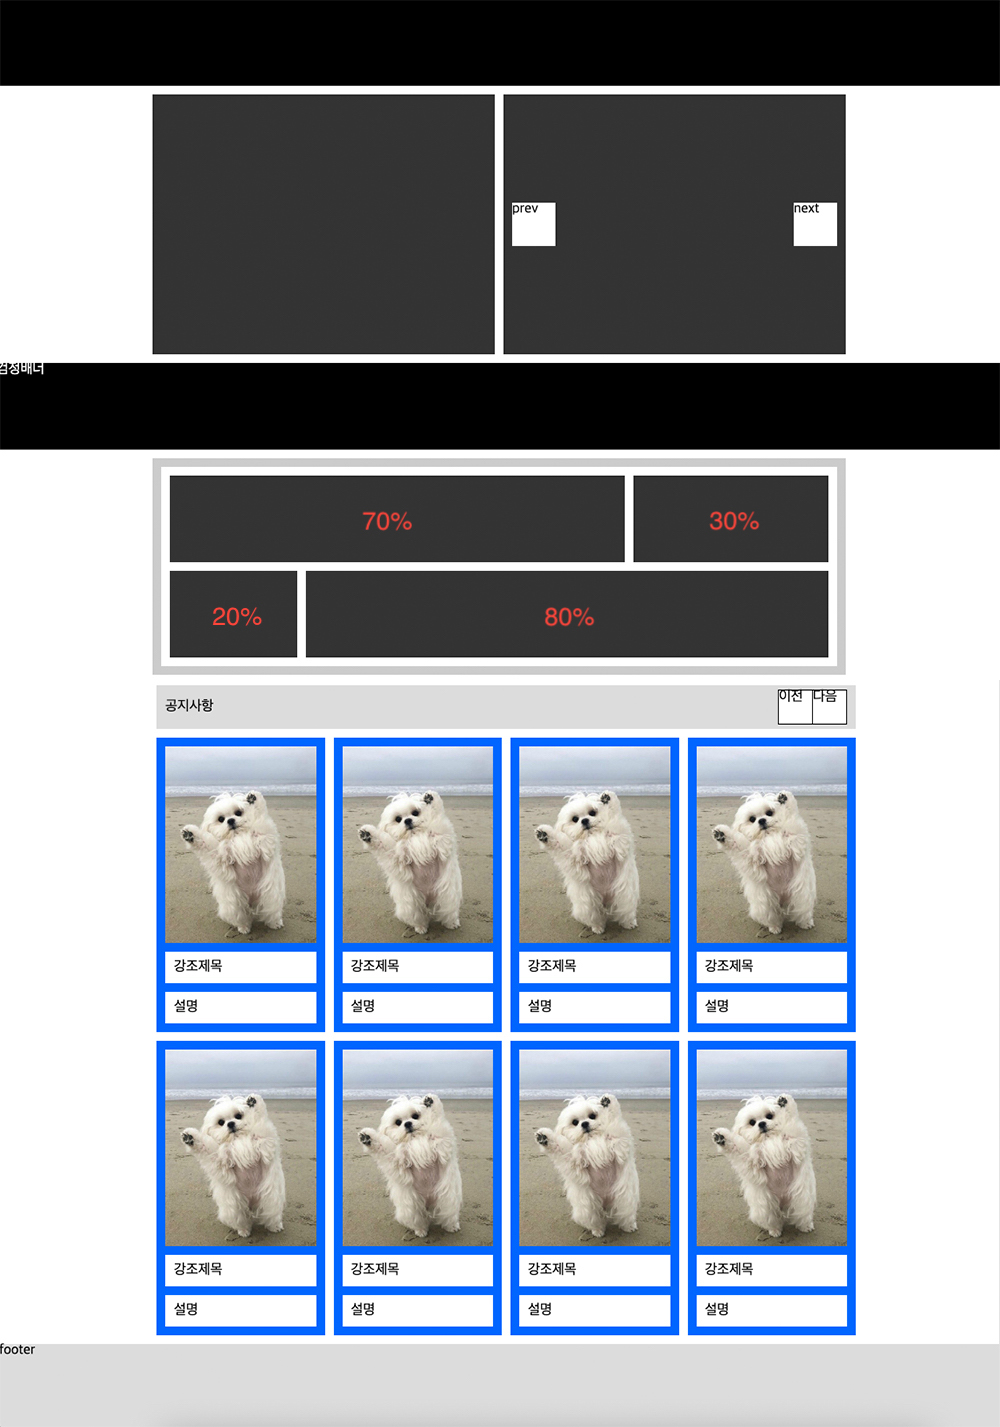 prev
next
검정배너
70%
30%
20%
80%
공지사항
이전
다음
강조제목
강조제목
강조제목
강조제목
설명
설명
설명
설명
강조제목
강조제목
강조제목
강조제목
설명
설명
설명
설명
footer